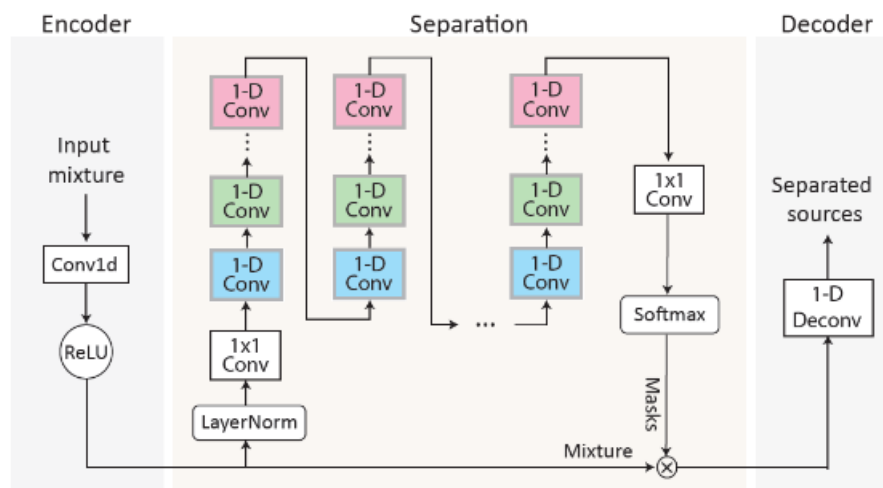 Encoder
Separation
Decoder
Input
mixture
Conv1d
ReLU
1-D
Conv
1-D
Conv
1-D
Conv
1x1
Conv
LayerNorm
1-D
Conv
1-D
Conv
1-D
Conv
...
1-D
Conv
1-D
Conv
1-D
Conv
1x1
Conv
Softmax
Masks
Mixture
Separated
sources
1-D
Deconv